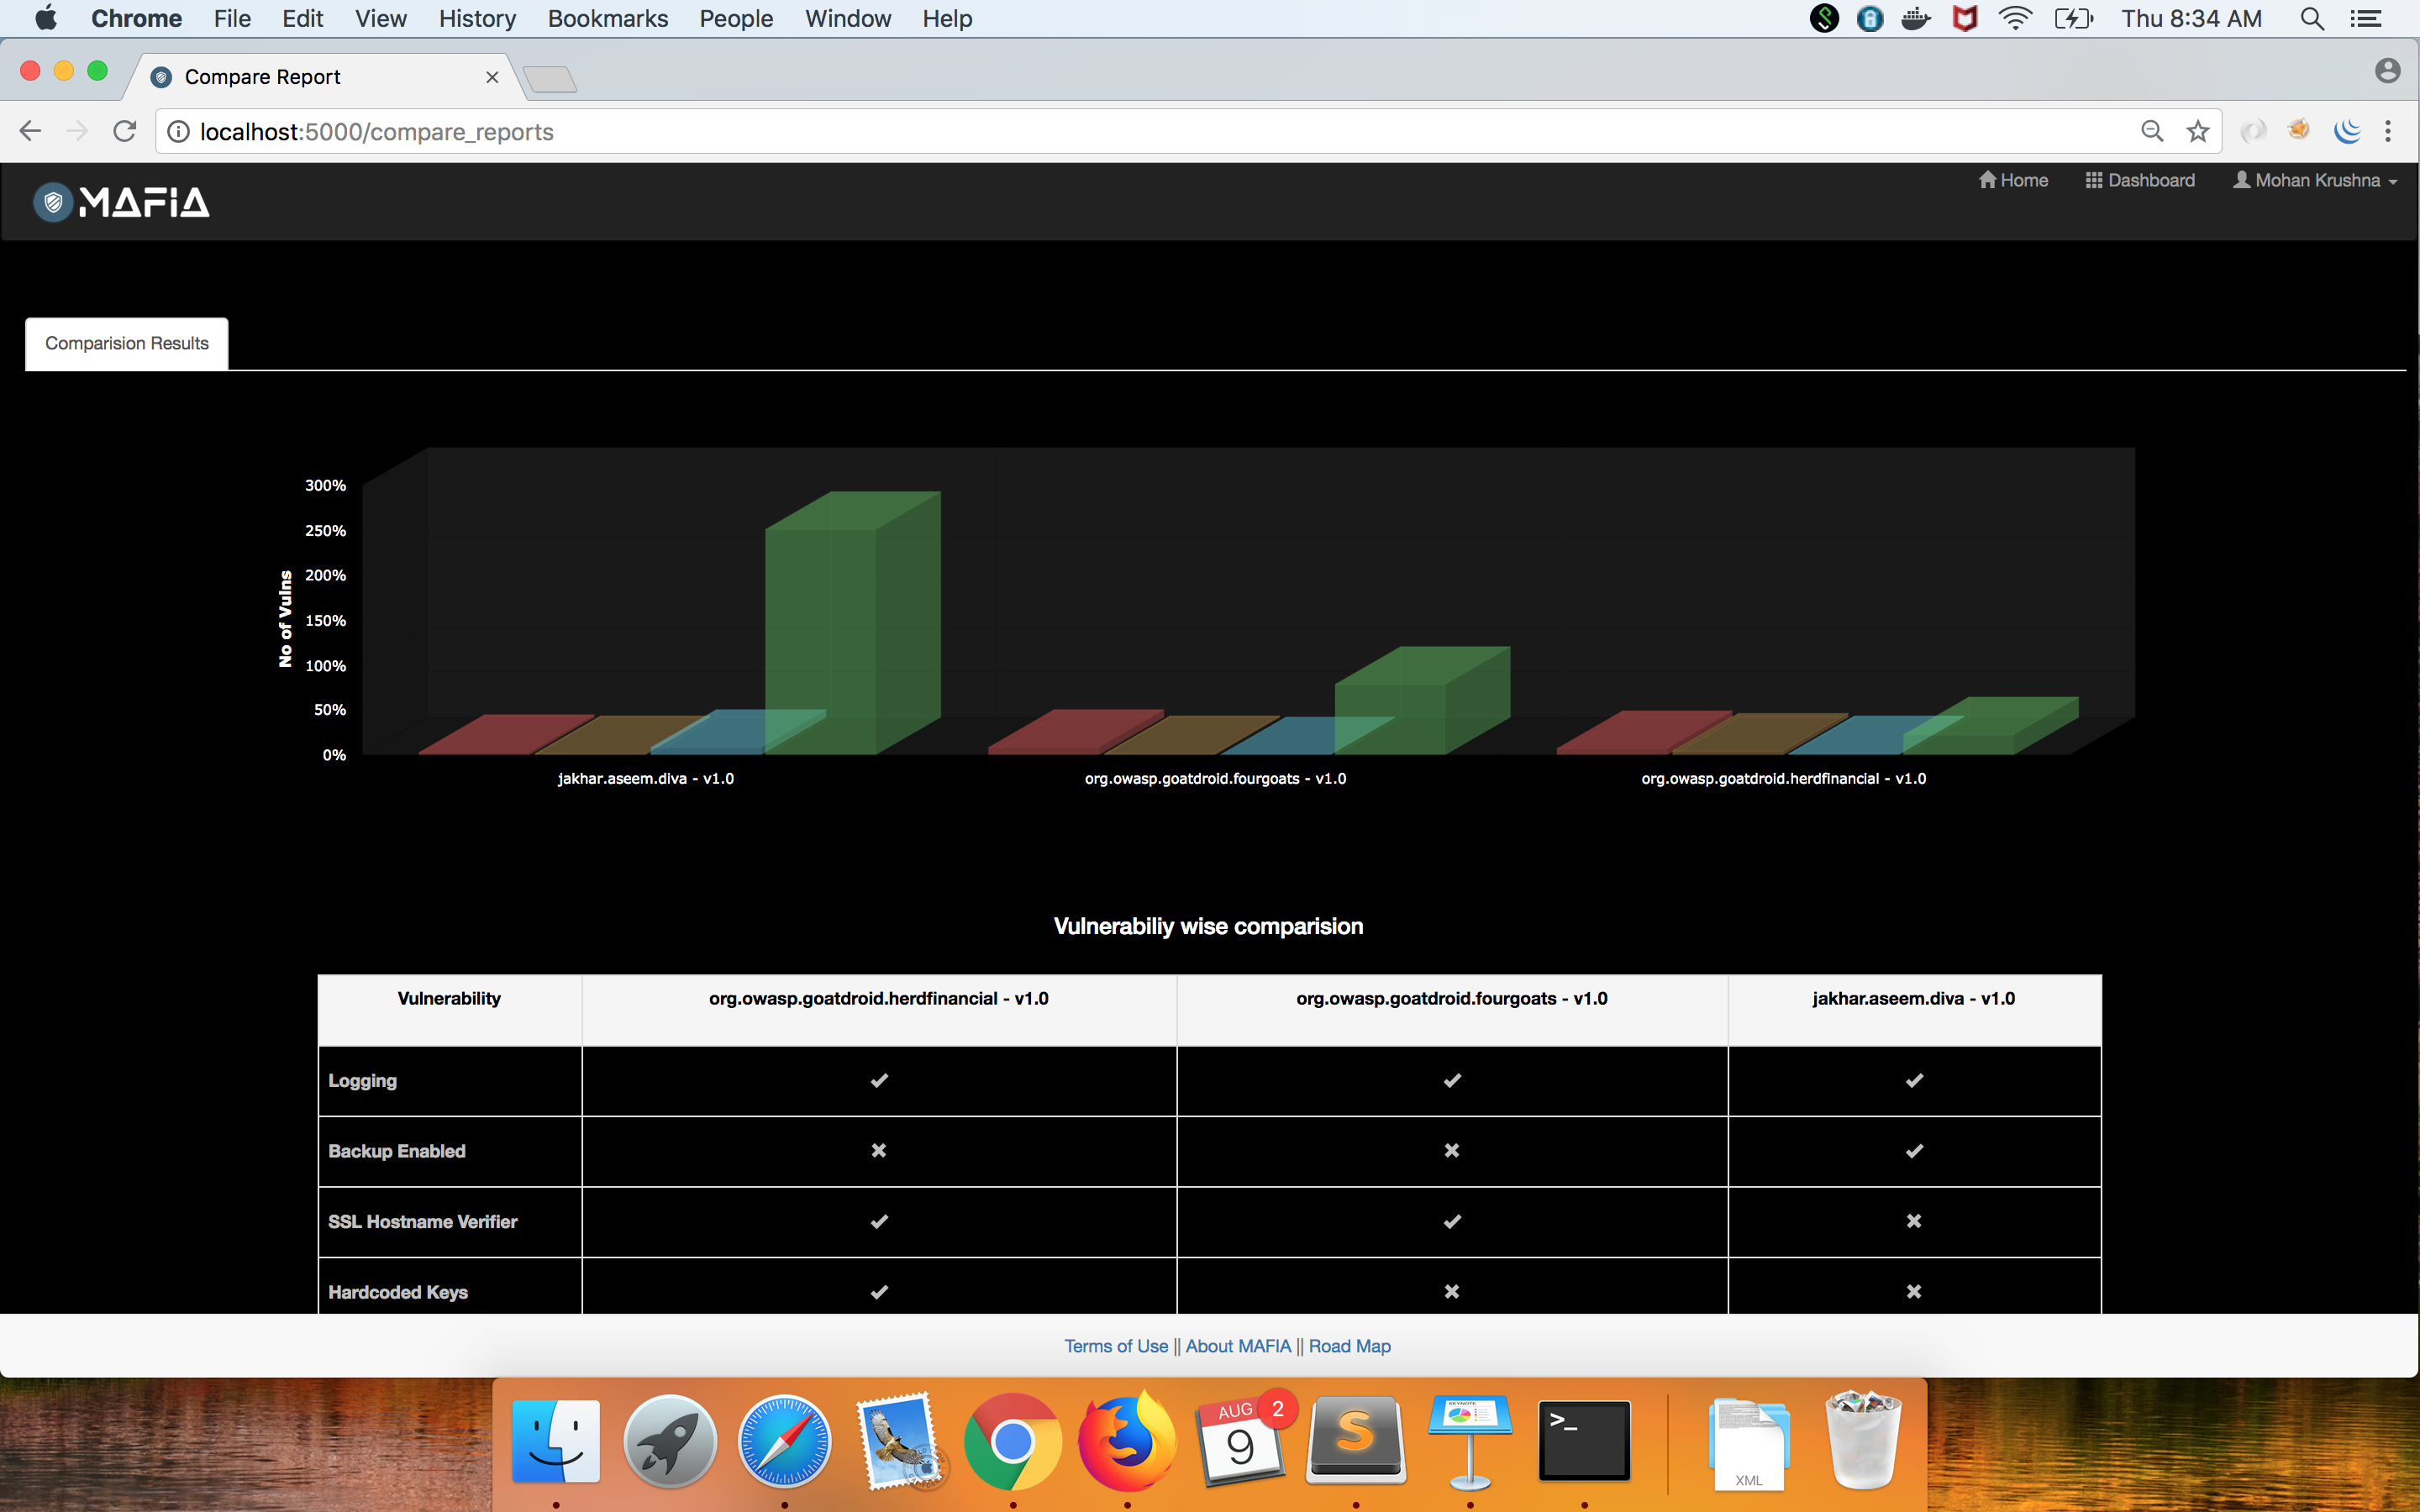 Chrome File Edit View History Bookmarks People Window Help Thu 8:34 AM
Compare Report
localhost:5000/compare_reports
MAFIA Home Dashboard Mohan Krushna
Comparision Results
No of Vulns
300%
250%
200%
150%
100%
50%
0%
jakhar.aseem.diva - v1.0 org.owasp.goatdroid.fourgoats - v1.0 org.owasp.goatdroid.herdfinancial - v1.0
Vulnerabiliy wise comparision
Vulnerability org.owasp.goatdroid.herdfinancial - v1.0 org.owasp.goatdroid.fourgoats - v1.0 jakhar.aseem.diva - v1.0
Logging ✔ ✔ ✔
Backup Enabled ✖ ✖ ✔
SSL Hostname Verifier ✔ ✔ ✖
Hardcoded Keys ✔ ✖ ✖
Terms of Use || About MAFIA || Road Map
AUG 2
9
S
KEYNOTE
>_
XML